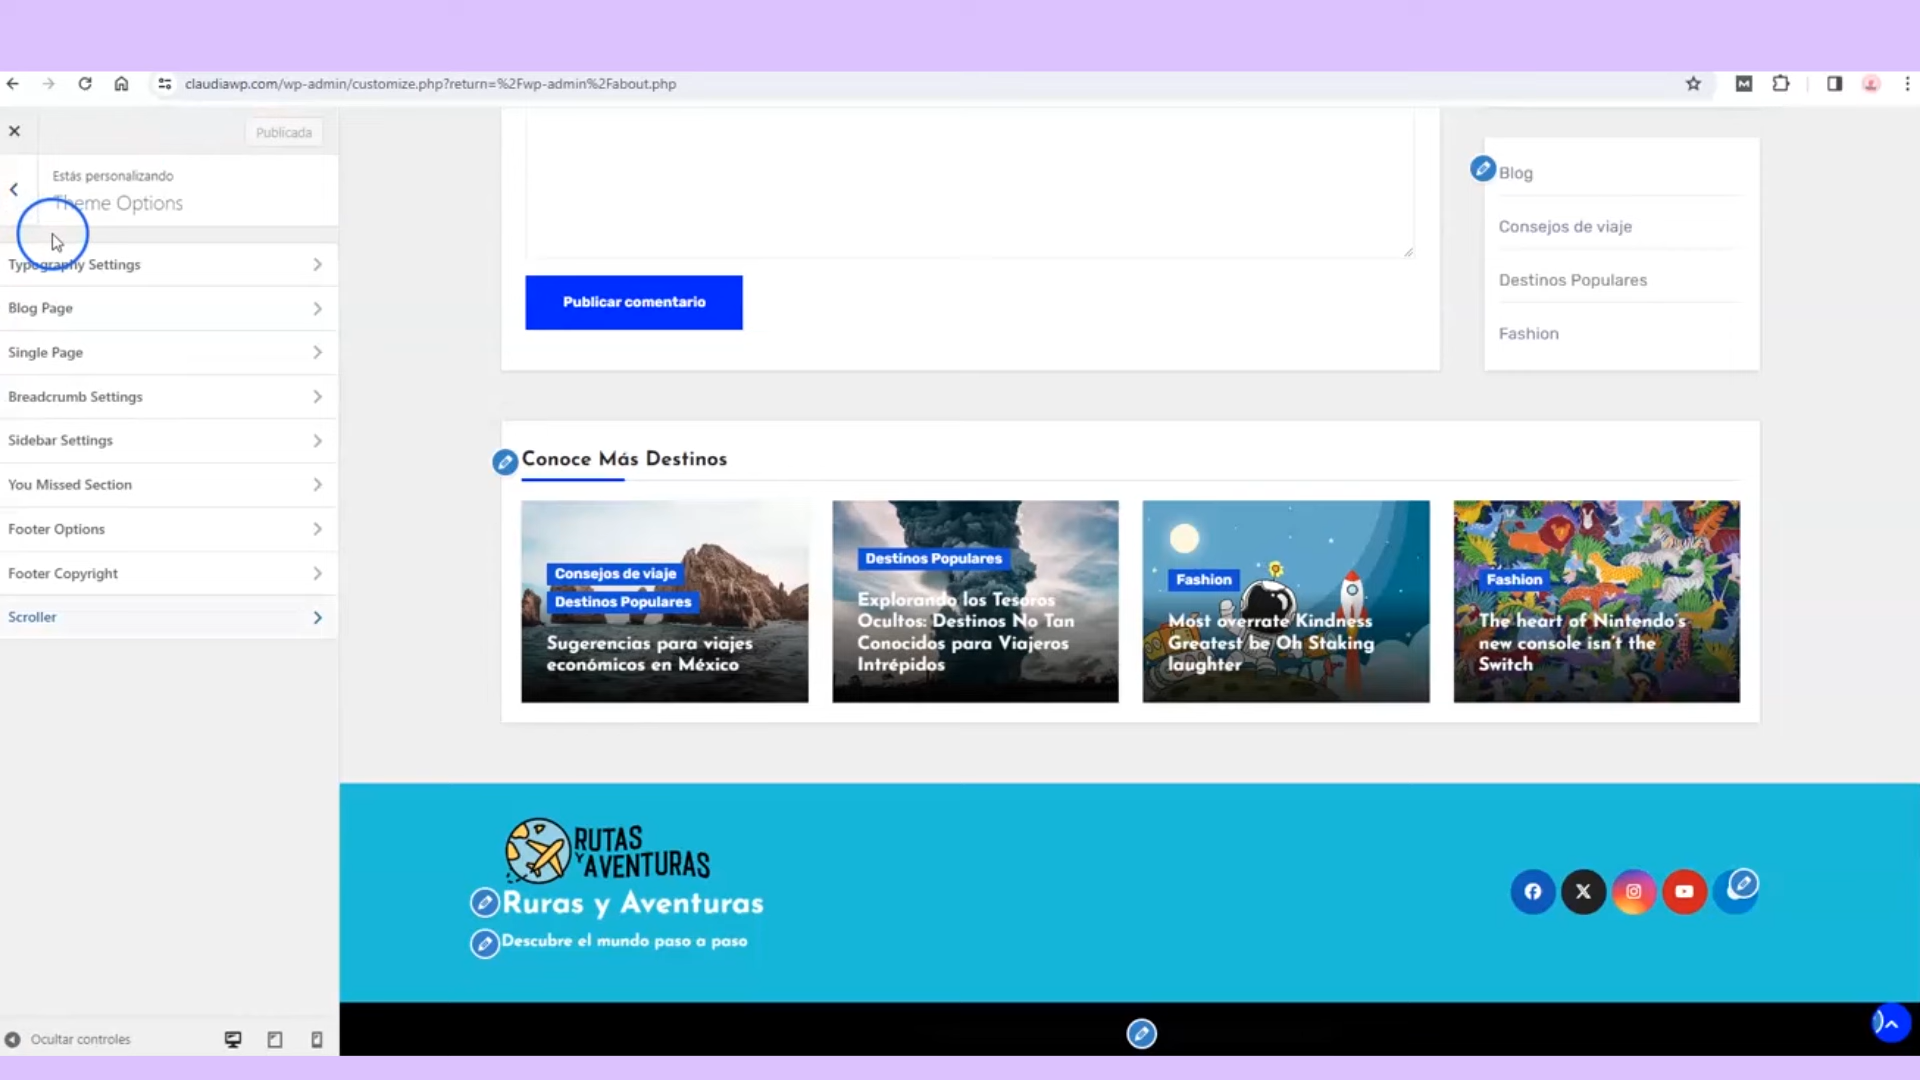 claudiawp.com/wp-admin/customize.php?return=%2Fwp-admin%2Fabout.php
Publicada
Estás personalizando
Theme Options
Typography Settings
Blog Page
Single Page
Breadcrumb Settings
Sidebar Settings
You Missed Section
Footer Options
Footer Copyright
Scroller
Ocultar controles
Publicar comentario
Blog
Consejos de viaje
Destinos Populares
Fashion
Conoce Más Destinos
Consejos de viaje
Destinos Populares
Sugerencias para viajes
económicos en México
Destinos Populares
Explorando los Tesoros
Ocultos: Destinos No Tan
Conocidos para Viajeros
Intrépidos
Fashion
Most overrate Kindness
Greatest be Oh Staking
laughter
Fashion
The heart of Nintendo's
new console isn't the
Switch
RUTAS
Y AVENTURAS
Ruras y Aventuras
Descubre el mundo paso a paso